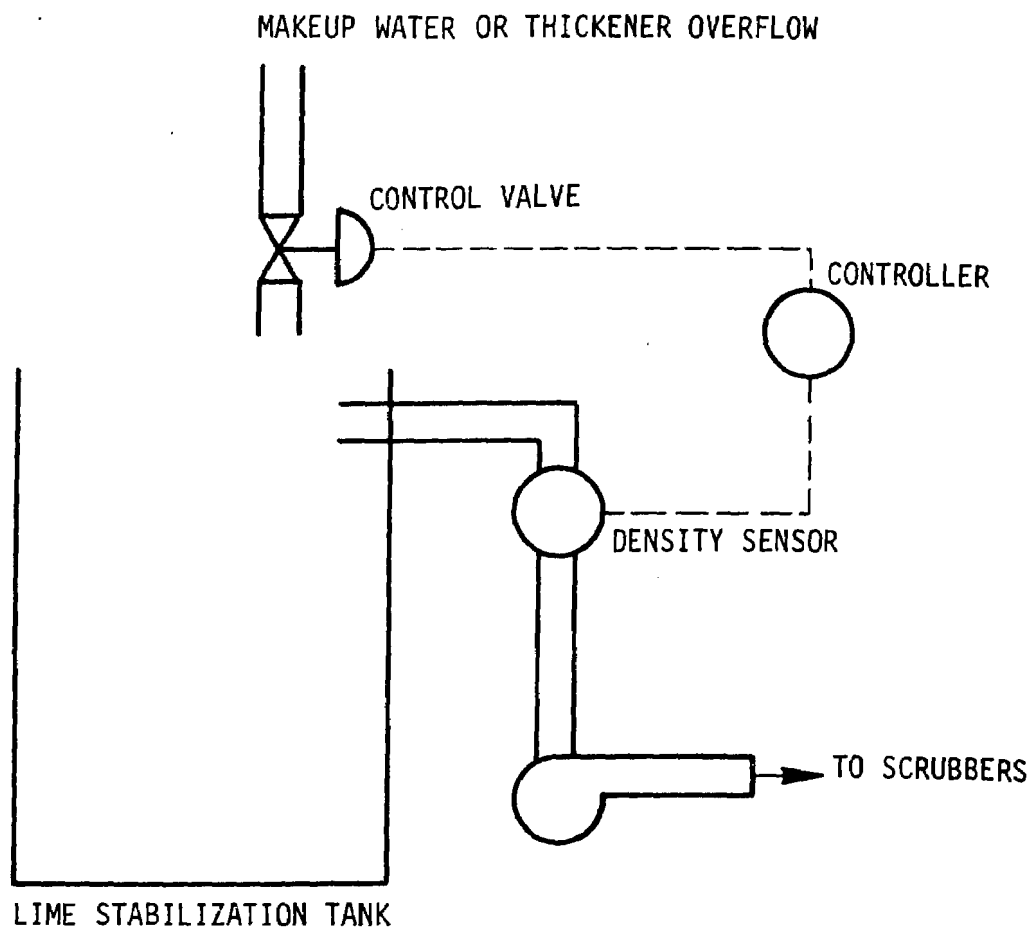 MAKEUP WATER OR THICKENER OVERFLOW
CONTROL VALVE
CONTROLLER
DENSITY SENSOR
TO SCRUBBERS
LIME STABILIZATION TANK